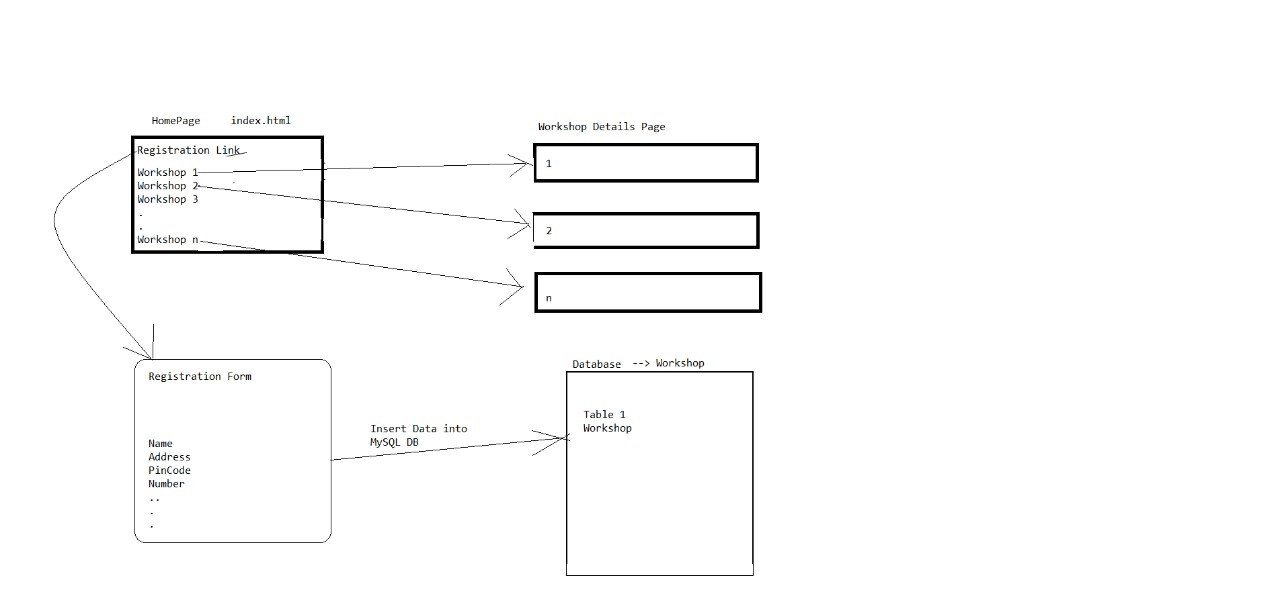 HomePage index.html
Registration Link
Workshop 1
Workshop 2
Workshop 3
.
.
Workshop n
Workshop Details Page
1
2
n
Registration Form
Name
Address
PinCode
Number
..
.
.
Insert Data into
MySQL DB
Database --> Workshop
Table 1
Workshop